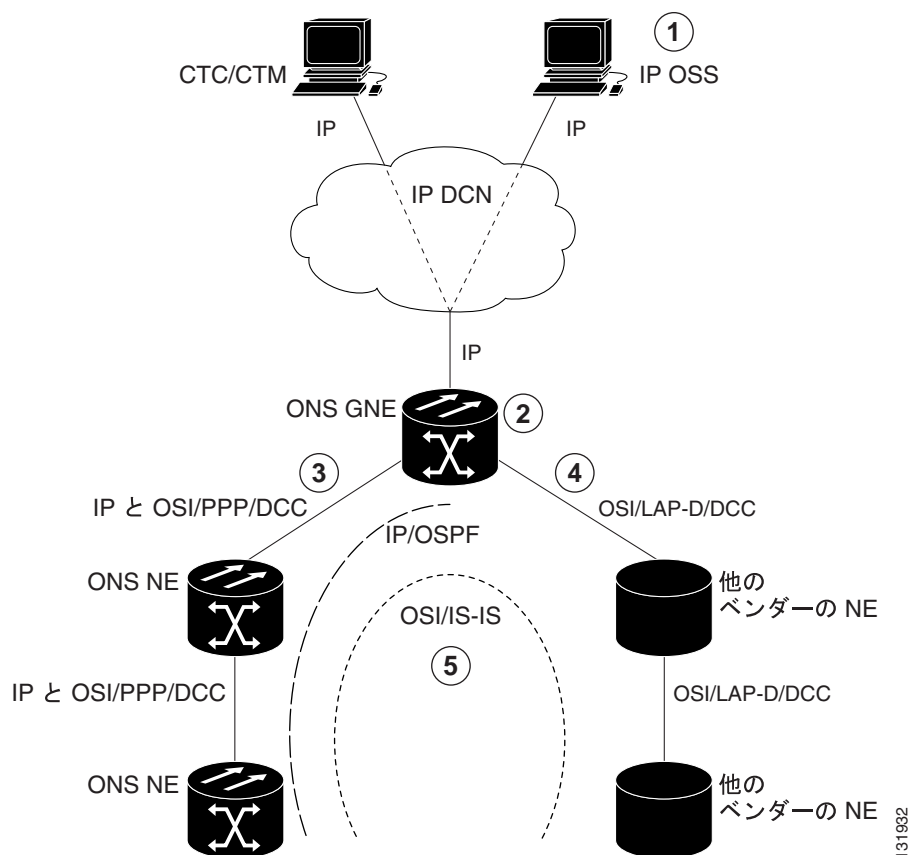 1
CTC/CTM
IP OSS
IP
IP
IP DCN
IP
ONS GNE
2
3
4
IP と OSI/PPP/DCC
OSI/LAP-D/DCC
IP/OSPF
ONS NE
他の
ベンダーの NE
OSI/IS-IS
5
IP と OSI/PPP/DCC
OSI/LAP-D/DCC
ONS NE
他の
ベンダーの NE
131932